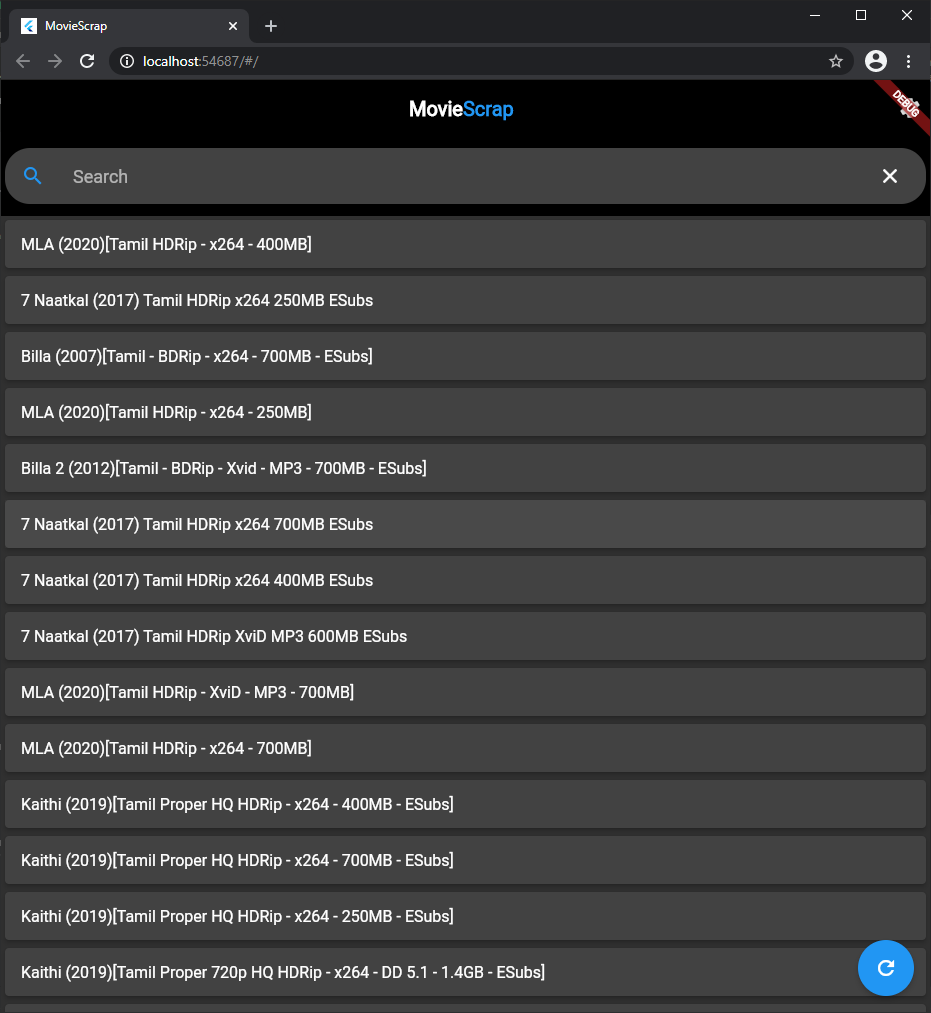 MovieScrap
localhost:54687/#/
MovieScrap
DEBUG
Search
MLA (2020)[Tamil HDRip - x264 - 400MB]
7 Naatkal (2017) Tamil HDRip x264 250MB ESubs
Billa (2007)[Tamil - BDRip - x264 - 700MB - ESubs]
MLA (2020)[Tamil HDRip - x264 - 250MB]
Billa 2 (2012)[Tamil - BDRip - Xvid - MP3 - 700MB - ESubs]
7 Naatkal (2017) Tamil HDRip x264 700MB ESubs
7 Naatkal (2017) Tamil HDRip x264 400MB ESubs
7 Naatkal (2017) Tamil HDRip XviD MP3 600MB ESubs
MLA (2020)[Tamil HDRip - XviD - MP3 - 700MB]
MLA (2020)[Tamil HDRip - x264 - 700MB]
Kaithi (2019)[Tamil Proper HQ HDRip - x264 - 400MB - ESubs]
Kaithi (2019)[Tamil Proper HQ HDRip - x264 - 700MB - ESubs]
Kaithi (2019)[Tamil Proper HQ HDRip - x264 - 250MB - ESubs]
Kaithi (2019)[Tamil Proper 720p HQ HDRip - x264 - DD 5.1 - 1.4GB - ESubs]